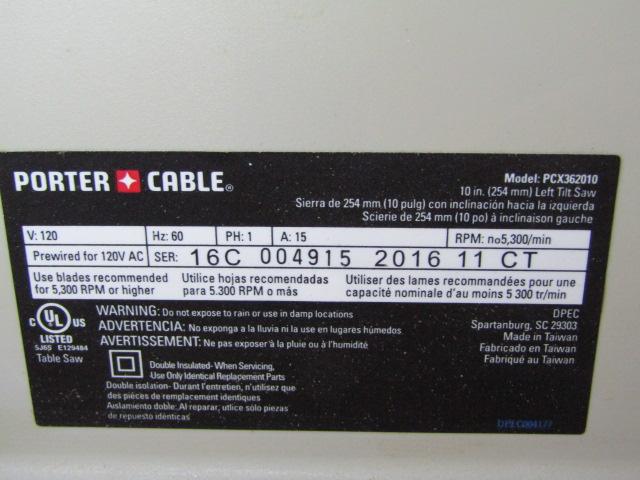 PORTER CABLE®
Model: PCX362010
10 in. (254 mm) Left Tilt Saw
Sierra de 254 mm (10 pulg) con inclinación hacia la izquierda
Scierie de 254 mm (10 po) à inclinaison gauche
V: 120 Hz: 60 PH: 1 A: 15 RPM: no5,300/min
Prewired for 120V AC SER: 16C 004915 2016 11 CT
Use blades recommended
for 5,300 RPM or higher
Utilice hojas recomendadas
para 5.300 RPM o más
Utiliser des lames recommandées pour une
capacité nominale d'au moins 5 300 tr/min
C UL US
LISTED
5J65 E129484
Table Saw
WARNING: Do not expose to rain or use in damp locations
ADVERTENCIA: No exponga a la lluvia ni la use en lugares húmedos
AVERTISSEMENT: Ne pas exposer à la pluie ou à l'humidité
DPEC
Spartanburg, SC 29303
Made in Taiwan
Fabricado en Taiwan
Fabriqué au Taiwan
Double Insulated- When Servicing,
Use Only Identical Replacement Parts
Double isolation- Durant l'entretien, n'utilisez que
des pièces de remplacement identiques
Aislamiento doble: Al reparar, utlice sólo piezas
de repuesto idénticas
DPEC004177